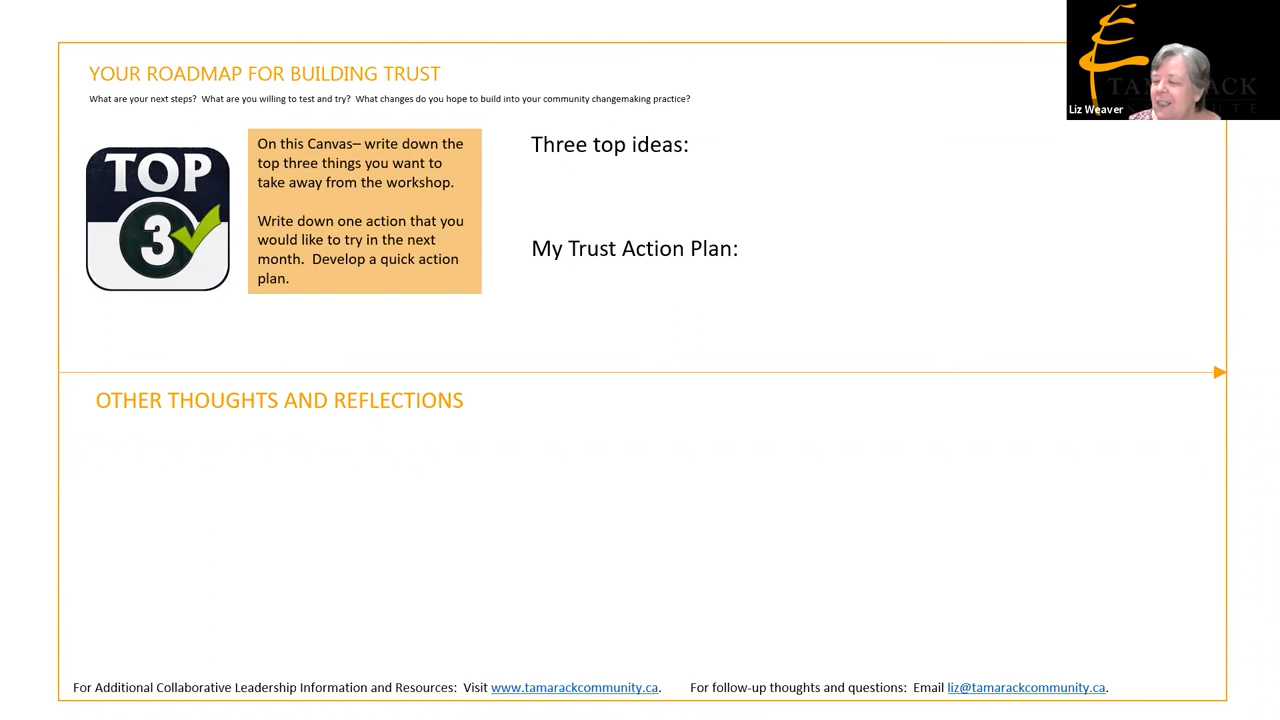 YOUR ROADMAP FOR BUILDING TRUST
What are your next steps? What are you willing to test and try? What changes do you hope to build into your community changemaking practice?
TOP
3
On this Canvas– write down the
top three things you want to
take away from the workshop.
Write down one action that you
would like to try in the next
month. Develop a quick action
plan.
Three top ideas:
My Trust Action Plan:
Liz Weaver
OTHER THOUGHTS AND REFLECTIONS
For Additional Collaborative Leadership Information and Resources: Visit www.tamarackcommunity.ca. For follow-up thoughts and questions: Email liz@tamarackcommunity.ca.